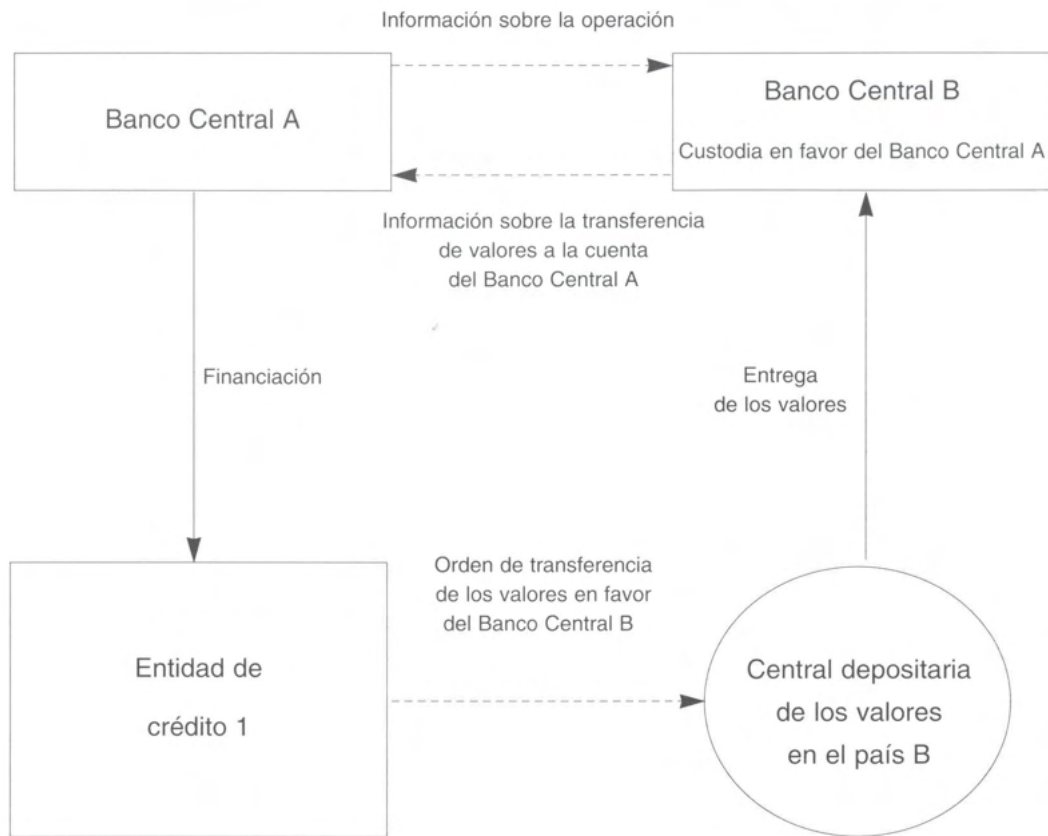 Información sobre la operación
Banco Central A
Banco Central B
Custodia en favor del Banco Central A
Información sobre la transferencia
de valores a la cuenta
del Banco Central A
Financiación
Entrega
de los valores
Orden de transferencia
de los valores en favor
del Banco Central B
Entidad de
crédito 1
Central depositaria
de los valores
en el país B